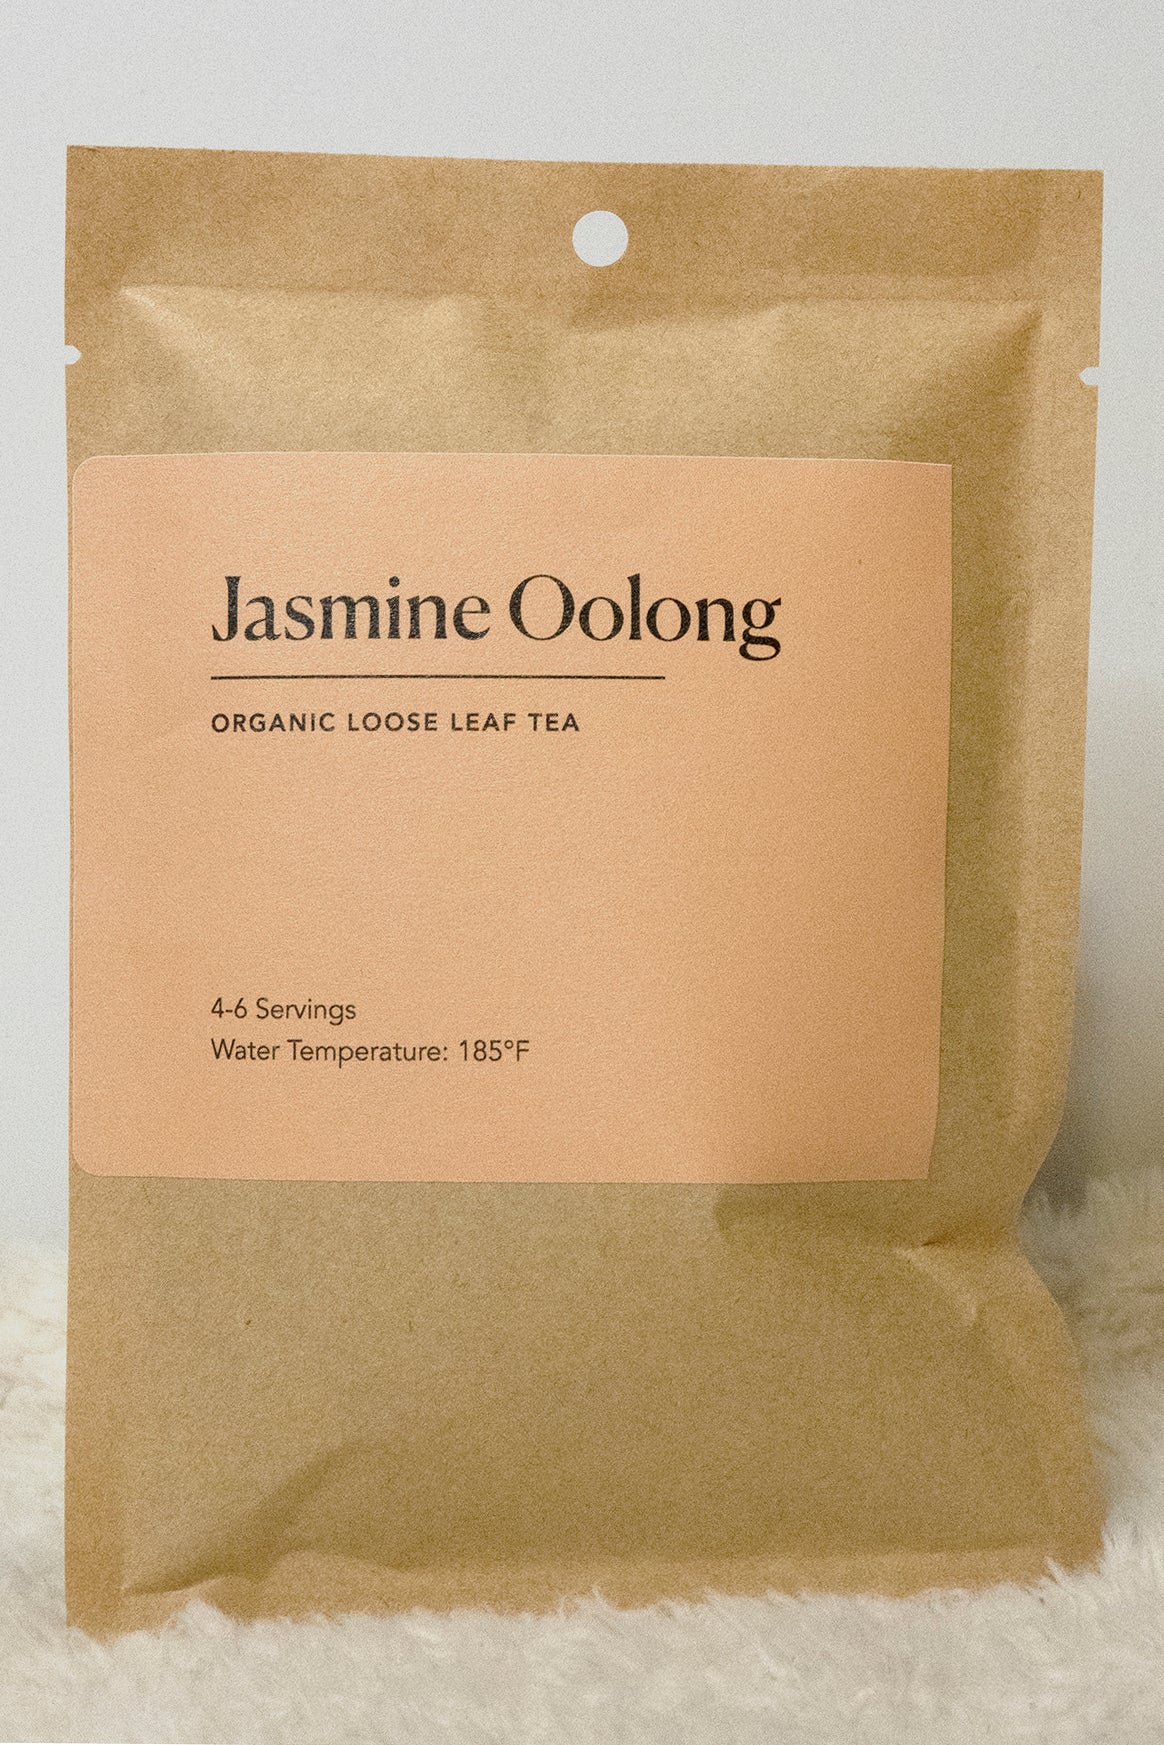 Jasmine Oolong
ORGANIC LOOSE LEAF TEA
4-6 Servings
Water Temperature: 185°F